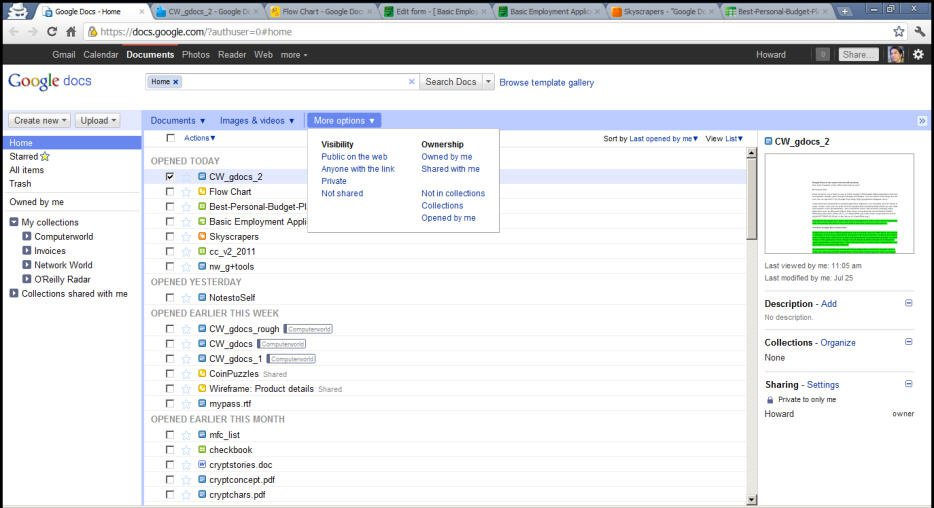 Google Docs - Home
CW_gdocs_2 - Google Do
Flow Chart - Google Docs
Edit form - [ Basic Employ
Basic Employment Applic
Skyscrapers - "Google Do
Best-Personal-Budget-Pl
https://docs.google.com/?authuser=0#home
Gmail Calendar Documents Photos Reader Web more Howard 0 Share...
Google docs
Home × Search Docs Browse template gallery
Create new Upload Documents Images & videos More options
Actions Sort by Last opened by me View List
Home
Starred
All items
Trash
Owned by me
My collections
Computerworld
Invoices
Network World
O'Reilly Radar
Collections shared with me
Visibility
Public on the web
Anyone with the link
Private
Not shared
Ownership
Owned by me
Shared with me
Not in collections
Collections
Opened by me
OPENED TODAY
CW_gdocs_2
Flow Chart
Best-Personal-Budget-Pl
Basic Employment Appli
Skyscrapers
cc_v2_2011
nw_g+tools
OPENED YESTERDAY
NotestoSelf
OPENED EARLIER THIS WEEK
CW_gdocs_rough Computerworld
CW_gdocs Computerworld
CW_gdocs_1 Computerworld
CoinPuzzles Shared
Wireframe: Product details Shared
mypass.rtf
OPENED EARLIER THIS MONTH
mfc_list
checkbook
cryptstories.doc
cryptconcept.pdf
cryptchars.pdf
CW_gdocs_2
Last viewed by me: 11:05 am
Last modified by me: Jul 25
Description - Add
No description.
Collections - Organize
None
Sharing - Settings
Private to only me
Howard owner